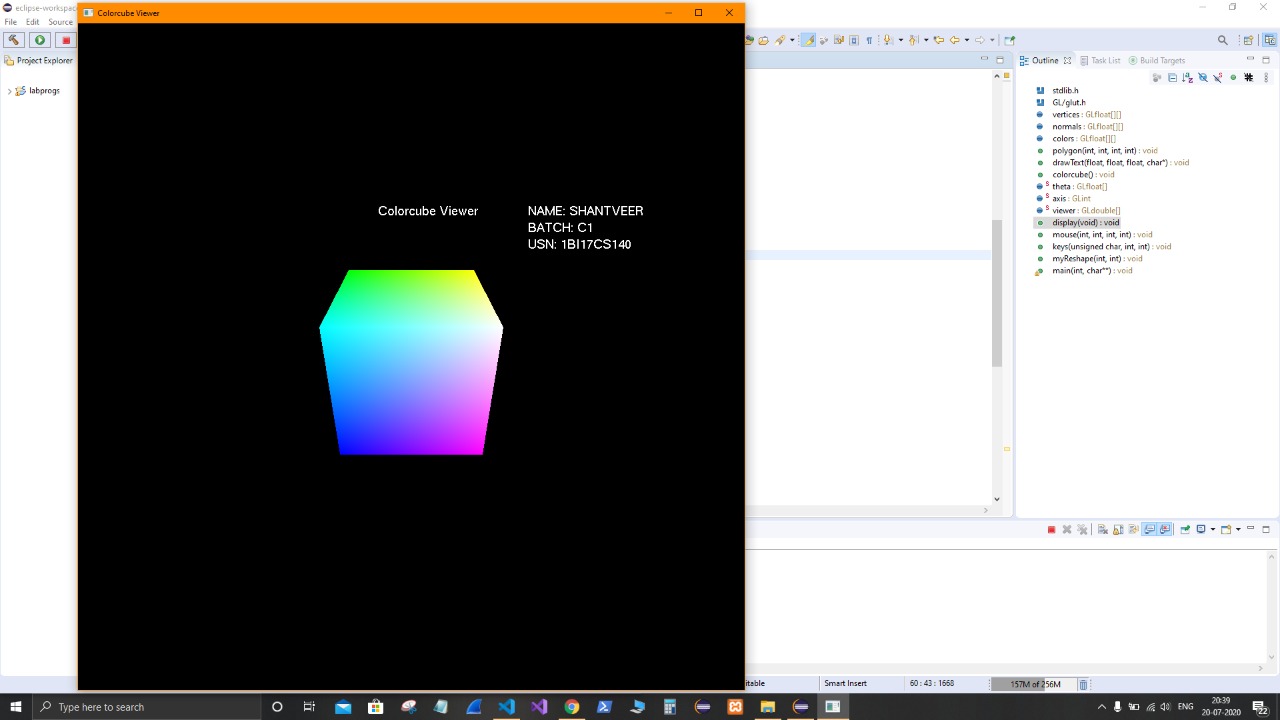 eclipse-workspac
Colorcube Viewer
File Edit Source
Project Explorer
labprogs
Colorcube Viewer
NAME: SHANTVEER
BATCH: C1
USN: 1BI17CS140
Outline
Task List
Build Targets
stdlib.h
GL/glut.h
vertices : GLfloat[][]
normals : GLfloat[][]
colors : GLfloat[][]
polygon(int, int, int, int) : void
drawText(float, float, float, char*) : void
colorcube() : void
S theta : GLfloat[]
S axis : GLint
S viewer : GLdouble[]
display(void) : void
mouse(int, int, int, int) : void
keys(unsigned char, int, int) : void
myReshape(int, int) : void
main(int, char**) : void
itable
Smart Insert
60 : 43 : 1668
157M of 256M
Type here to search
ENG
20:39
20-07-2020